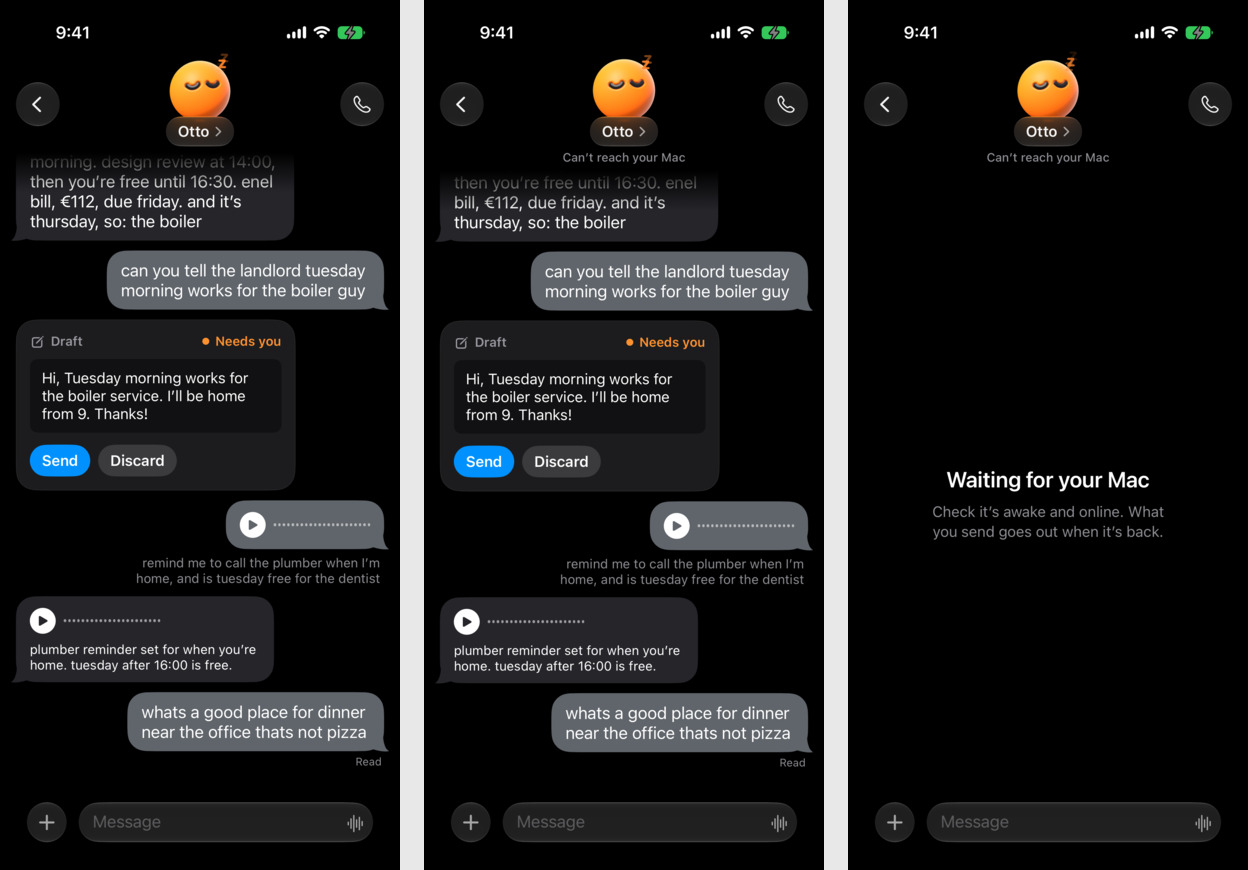 9:41
z
Otto
morning. design review at 14:00,
then you're free until 16:30. enel
bill, €112, due friday. and it's
thursday, so: the boiler
can you tell the landlord tuesday
morning works for the boiler guy
Draft
Needs you
Hi, Tuesday morning works for
the boiler service. I'll be home
from 9. Thanks!
Send
Discard
remind me to call the plumber when I'm
home, and is tuesday free for the dentist
plumber reminder set for when you're
home. tuesday after 16:00 is free.
whats a good place for dinner
near the office thats not pizza
Read
Message
9:41
z
Otto
Can't reach your Mac
then you're free until 16:30. enel
bill, €112, due friday. and it's
thursday, so: the boiler
can you tell the landlord tuesday
morning works for the boiler guy
Draft
Needs you
Hi, Tuesday morning works for
the boiler service. I'll be home
from 9. Thanks!
Send
Discard
remind me to call the plumber when I'm
home, and is tuesday free for the dentist
plumber reminder set for when you're
home. tuesday after 16:00 is free.
whats a good place for dinner
near the office thats not pizza
Read
Message
9:41
z
Otto
Can't reach your Mac
Waiting for your Mac
Check it's awake and online. What
you send goes out when it's back.
Message